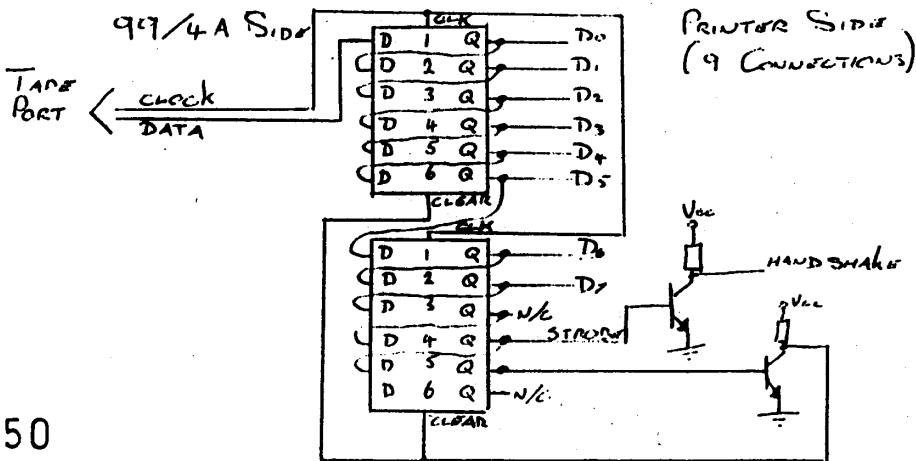 99/4A SIDE
PRINTER SIDE
(9 CONNECTIONS)
TAPE
PORT
CLOCK
DATA
CLK
D 1 Q D0
D 2 Q D1
D 3 Q D2
D 4 Q D3
D 5 Q D4
D 6 Q D5
CLEAR
CLK
D 1 Q D6
D 2 Q D7
D 3 Q N/C
D 4 Q STROBE
D 5 Q
D 6 Q N/C
CLEAR
Vcc
HANDSHAKE
Vcc
50